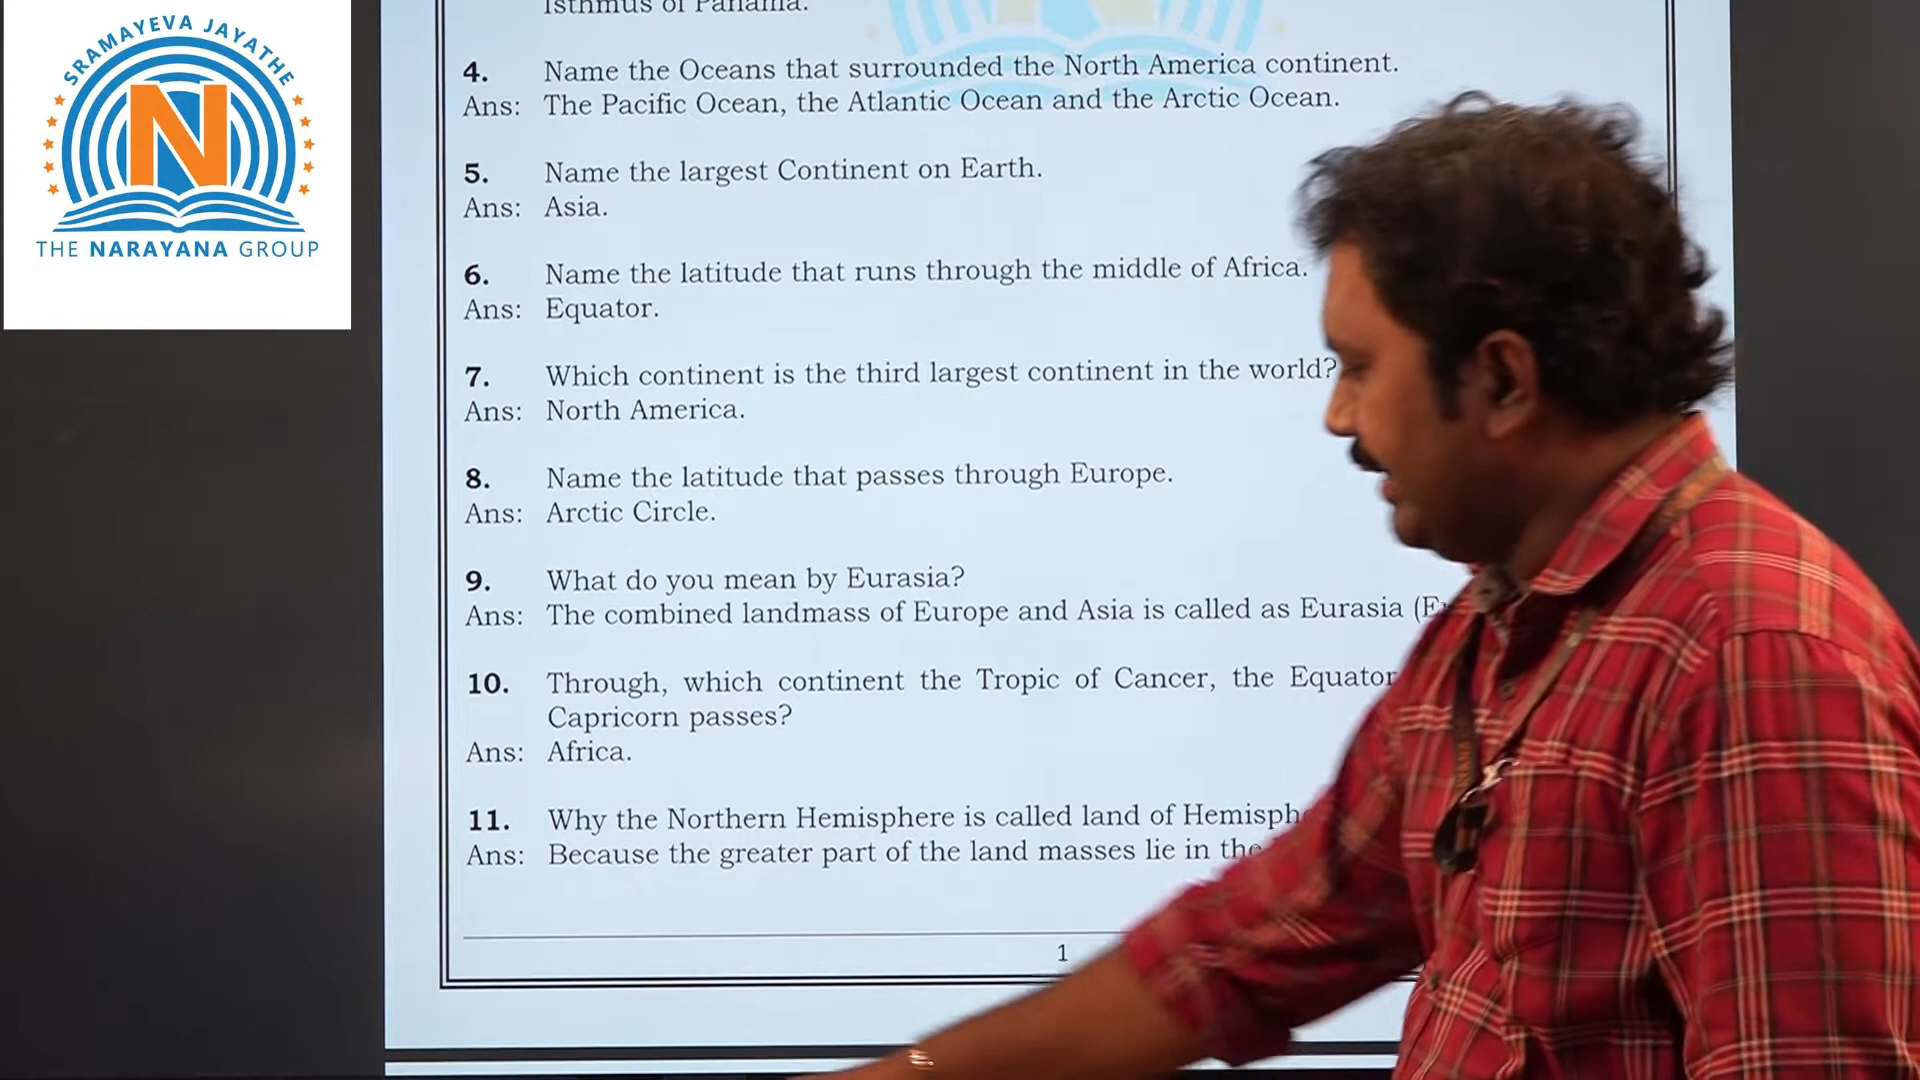 SRAMAYEVA JAYATHE
N
THE NARAYANA GROUP
Isthmus of Panama.
4. Name the Oceans that surrounded the North America continent.
Ans: The Pacific Ocean, the Atlantic Ocean and the Arctic Ocean.
5. Name the largest Continent on Earth.
Ans: Asia.
6. Name the latitude that runs through the middle of Africa.
Ans: Equator.
7. Which continent is the third largest continent in the world?
Ans: North America.
8. Name the latitude that passes through Europe.
Ans: Arctic Circle.
9. What do you mean by Eurasia?
Ans: The combined landmass of Europe and Asia is called as Eurasia
10. Through, which continent the Tropic of Cancer, the Equator
Capricorn passes?
Ans: Africa.
11. Why the Northern Hemisphere is called land of
Ans: Because the greater part of the land masses lie in the
1